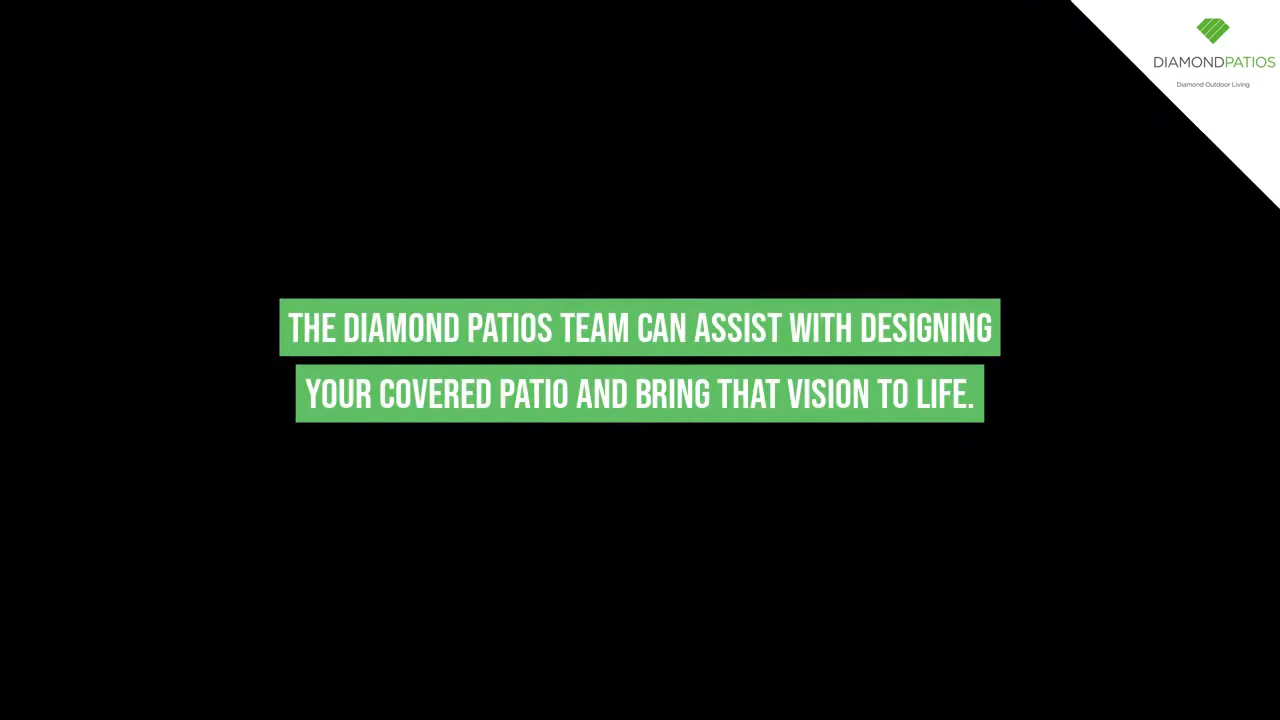 DIAMONDPATIOS
Diamond Outdoor Living
THE DIAMOND PATIOS TEAM CAN ASSIST WITH DESIGNING
YOUR COVERED PATIO AND BRING THAT VISION TO LIFE.